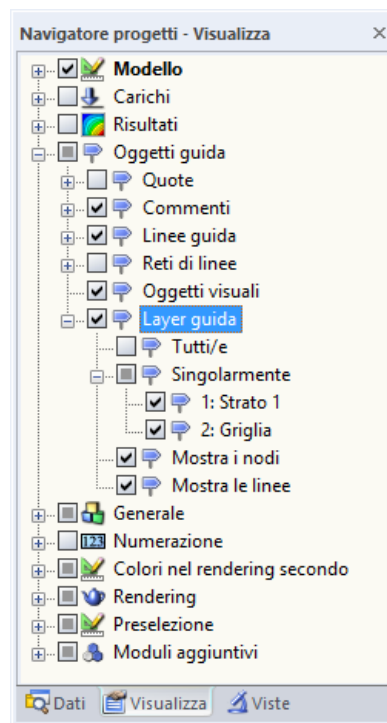 Navigatore progetti - Visualizza
Modello
Carichi
Risultati
Oggetti guida
Quote
Commenti
Linee guida
Reti di linee
Oggetti visuali
Layer guida
Tutti/e
Singolarmente
1: Strato 1
2: Griglia
Mostra i nodi
Mostra le linee
Generale
123 Numerazione
Colori nel rendering secondo
Rendering
Preselezione
Moduli aggiuntivi
Dati Visualizza Viste